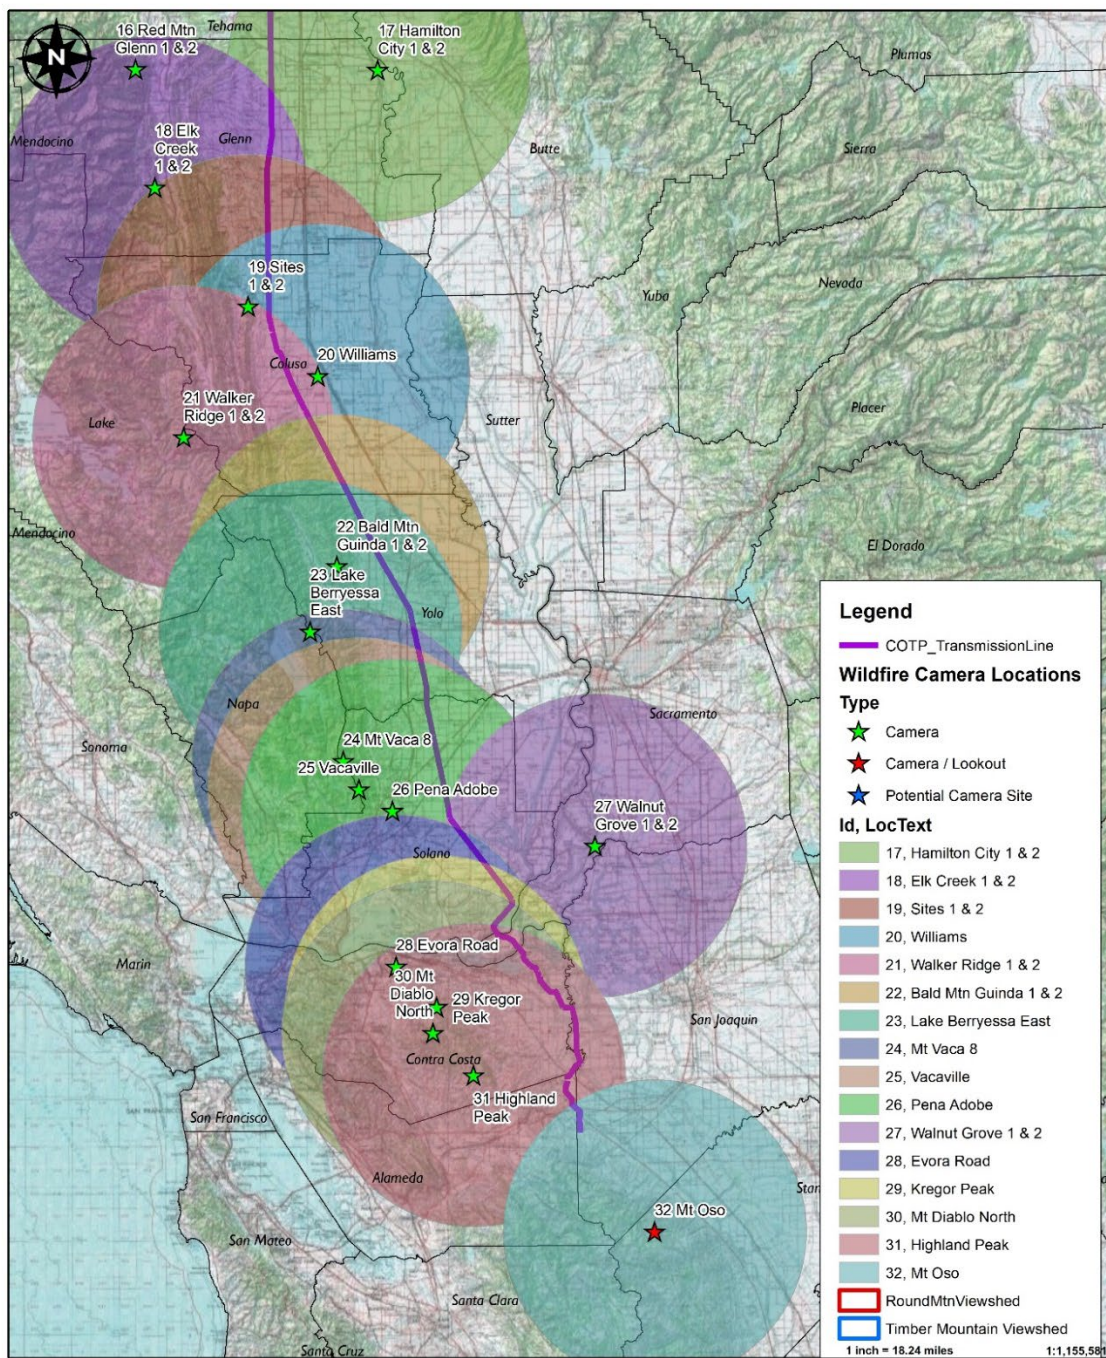 Tehama
16 Red Mtn
Glenn 1 & 2
17 Hamilton
City 1 & 2
Plumas
N
Mendocino
18 Elk
Creek
1 & 2
Glenn
Butte
Sierra
19 Sites
1 & 2
Yuba
Nevada
Colusa
20 Williams
21 Walker
Ridge 1 & 2
Lake
Sutter
Placer
Mendocino
22 Bald Mtn
Guinda 1 & 2
El Dorado
23 Lake
Berryessa
East
Yolo
Napa
Sacramento
Sonoma
24 Mt Vaca 8
25 Vacaville
26 Pena Adobe
27 Walnut
Grove 1 & 2
Solano
Marin
28 Evora Road
30 Mt
Diablo
North
29 Kregor
Peak
San Joaquin
Contra Costa
31 Highland
Peak
San Francisco
Alameda
Stan
32 Mt Oso
San Mateo
Santa Clara
Santa Cruz
Legend
COTP_TransmissionLine
Wildfire Camera Locations
Type
Camera
Camera / Lookout
Potential Camera Site
Id, LocText
17, Hamilton City 1 & 2
18, Elk Creek 1 & 2
19, Sites 1 & 2
20, Williams
21, Walker Ridge 1 & 2
22, Bald Mtn Guinda 1 & 2
23, Lake Berryessa East
24, Mt Vaca 8
25, Vacaville
26, Pena Adobe
27, Walnut Grove 1 & 2
28, Evora Road
29, Kregor Peak
30, Mt Diablo North
31, Highland Peak
32, Mt Oso
RoundMtnViewshed
Timber Mountain Viewshed
1 inch = 18.24 miles
1:1,155,581